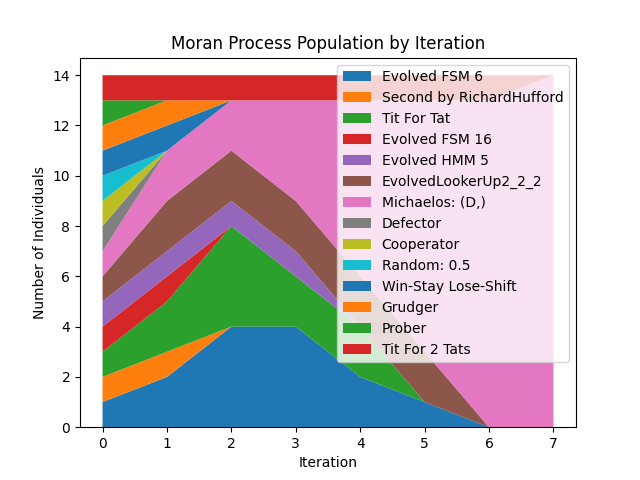 Moran Process Population by Iteration
Number of Individuals
14
12
10
8
6
4
2
0
Evolved FSM 6
Second by RichardHufford
Tit For Tat
Evolved FSM 16
Evolved HMM 5
EvolvedLookerUp2_2_2
Michaelos: (D,)
Defector
Cooperator
Random: 0.5
Win-Stay Lose-Shift
Grudger
Prober
Tit For 2 Tats
0 1 2 3 4 5 6 7
Iteration